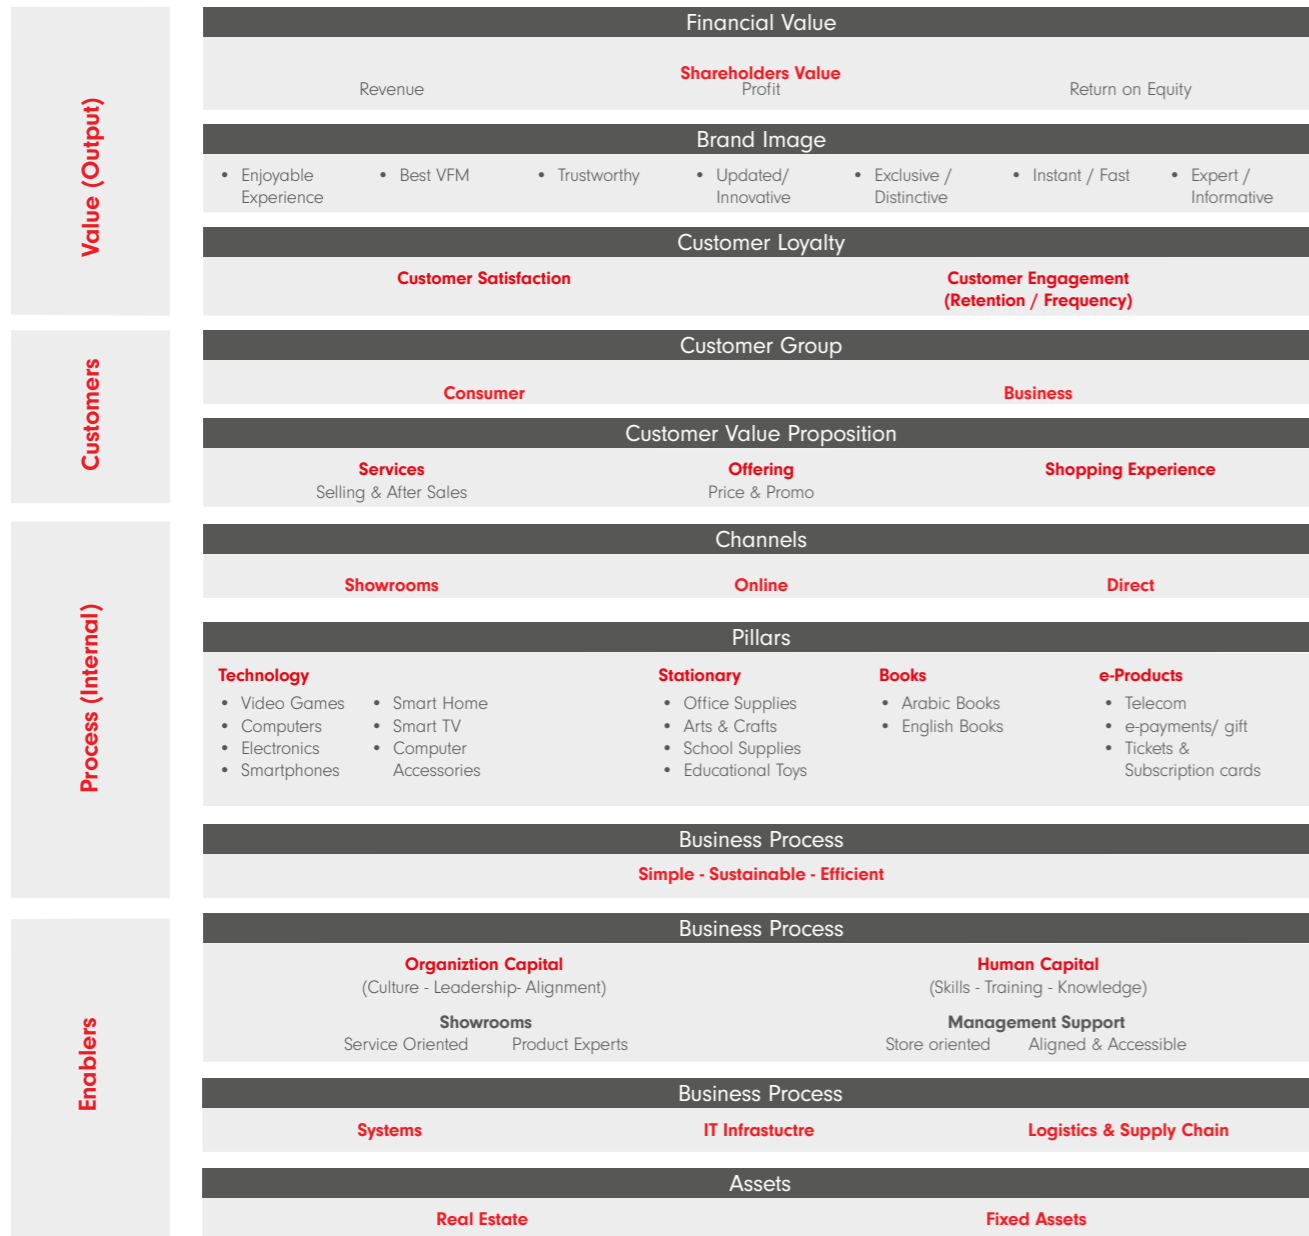 Value (Output)
Financial Value
Shareholders Value
Revenue Profit Return on Equity
Brand Image
• Enjoyable Experience
• Best VFM
• Trustworthy
• Updated/ Innovative
• Exclusive / Distinctive
• Instant / Fast
• Expert / Informative
Customer Loyalty
Customer Satisfaction
Customer Engagement
(Retention / Frequency)
Customers
Customer Group
Consumer Business
Customer Value Proposition
Services
Selling & After Sales
Offering
Price & Promo
Shopping Experience
Process (Internal)
Channels
Showrooms Online Direct
Pillars
Technology
• Video Games
• Computers
• Electronics
• Smartphones
• Smart Home
• Smart TV
• Computer
Accessories
Stationary
• Office Supplies
• Arts & Crafts
• School Supplies
• Educational Toys
Books
• Arabic Books
• English Books
e-Products
• Telecom
• e-payments/ gift
• Tickets &
Subscription cards
Business Process
Simple - Sustainable - Efficient
Enablers
Business Process
Organiztion Capital
(Culture - Leadership- Alignment)
Showrooms
Service Oriented Product Experts
Human Capital
(Skills - Training - Knowledge)
Management Support
Store oriented Aligned & Accessible
Business Process
Systems IT Infrastuctre Logistics & Supply Chain
Assets
Real Estate Fixed Assets